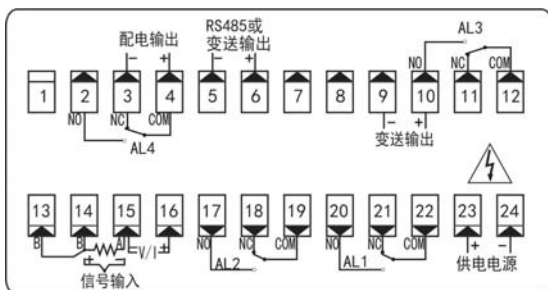 配电输出
RS485或
变送输出
AL3
- +
- +
NO
NC
COM
1 2 3 4 5 6 7 8 9 10 11 12
NO
NC
COM
AL4
- +
变送输出
13 14 15 16 17 18 19 20 21 22 23 24
B
B
A
- V/I +
+ -
信号输入
NO
NC
COM
AL2
NO
NC
COM
AL1
+ -
供电电源